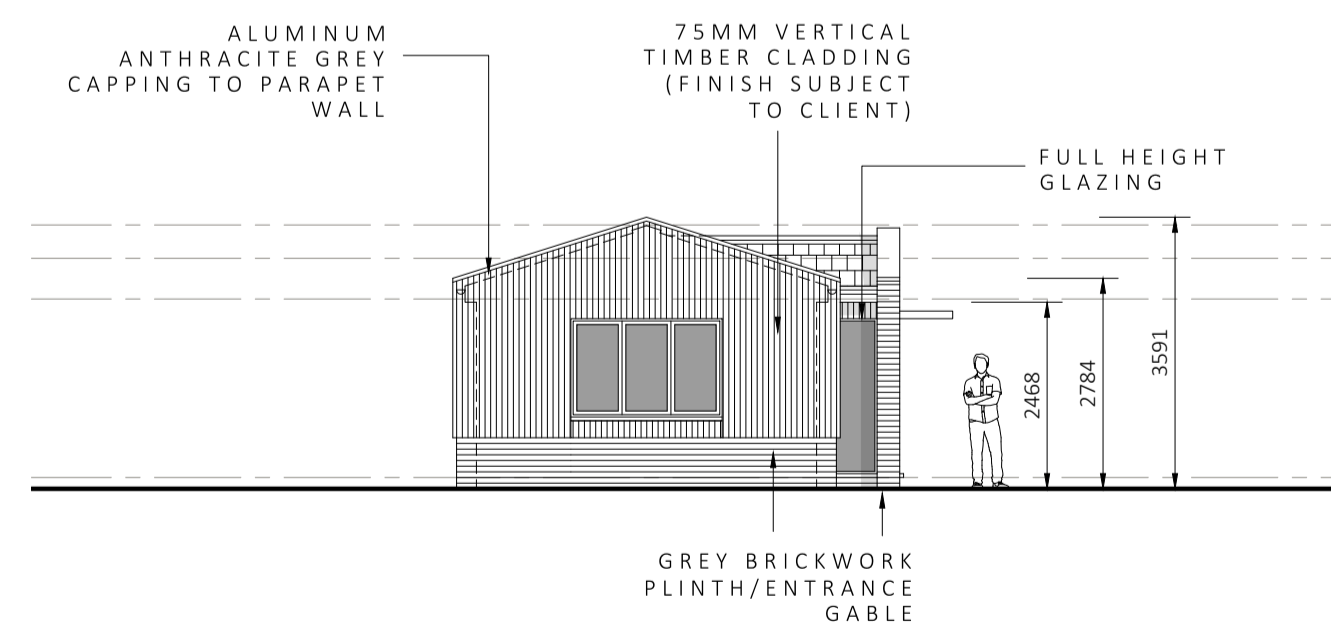 ALUMINUM
ANTHRACITE GREY
CAPPING TO PARAPET
WALL
75MM VERTICAL
TIMBER CLADDING
(FINISH SUBJECT
TO CLIENT)
FULL HEIGHT
GLAZING
2468
2784
3591
GREY BRICKWORK
PLINTH/ENTRANCE
GABLE